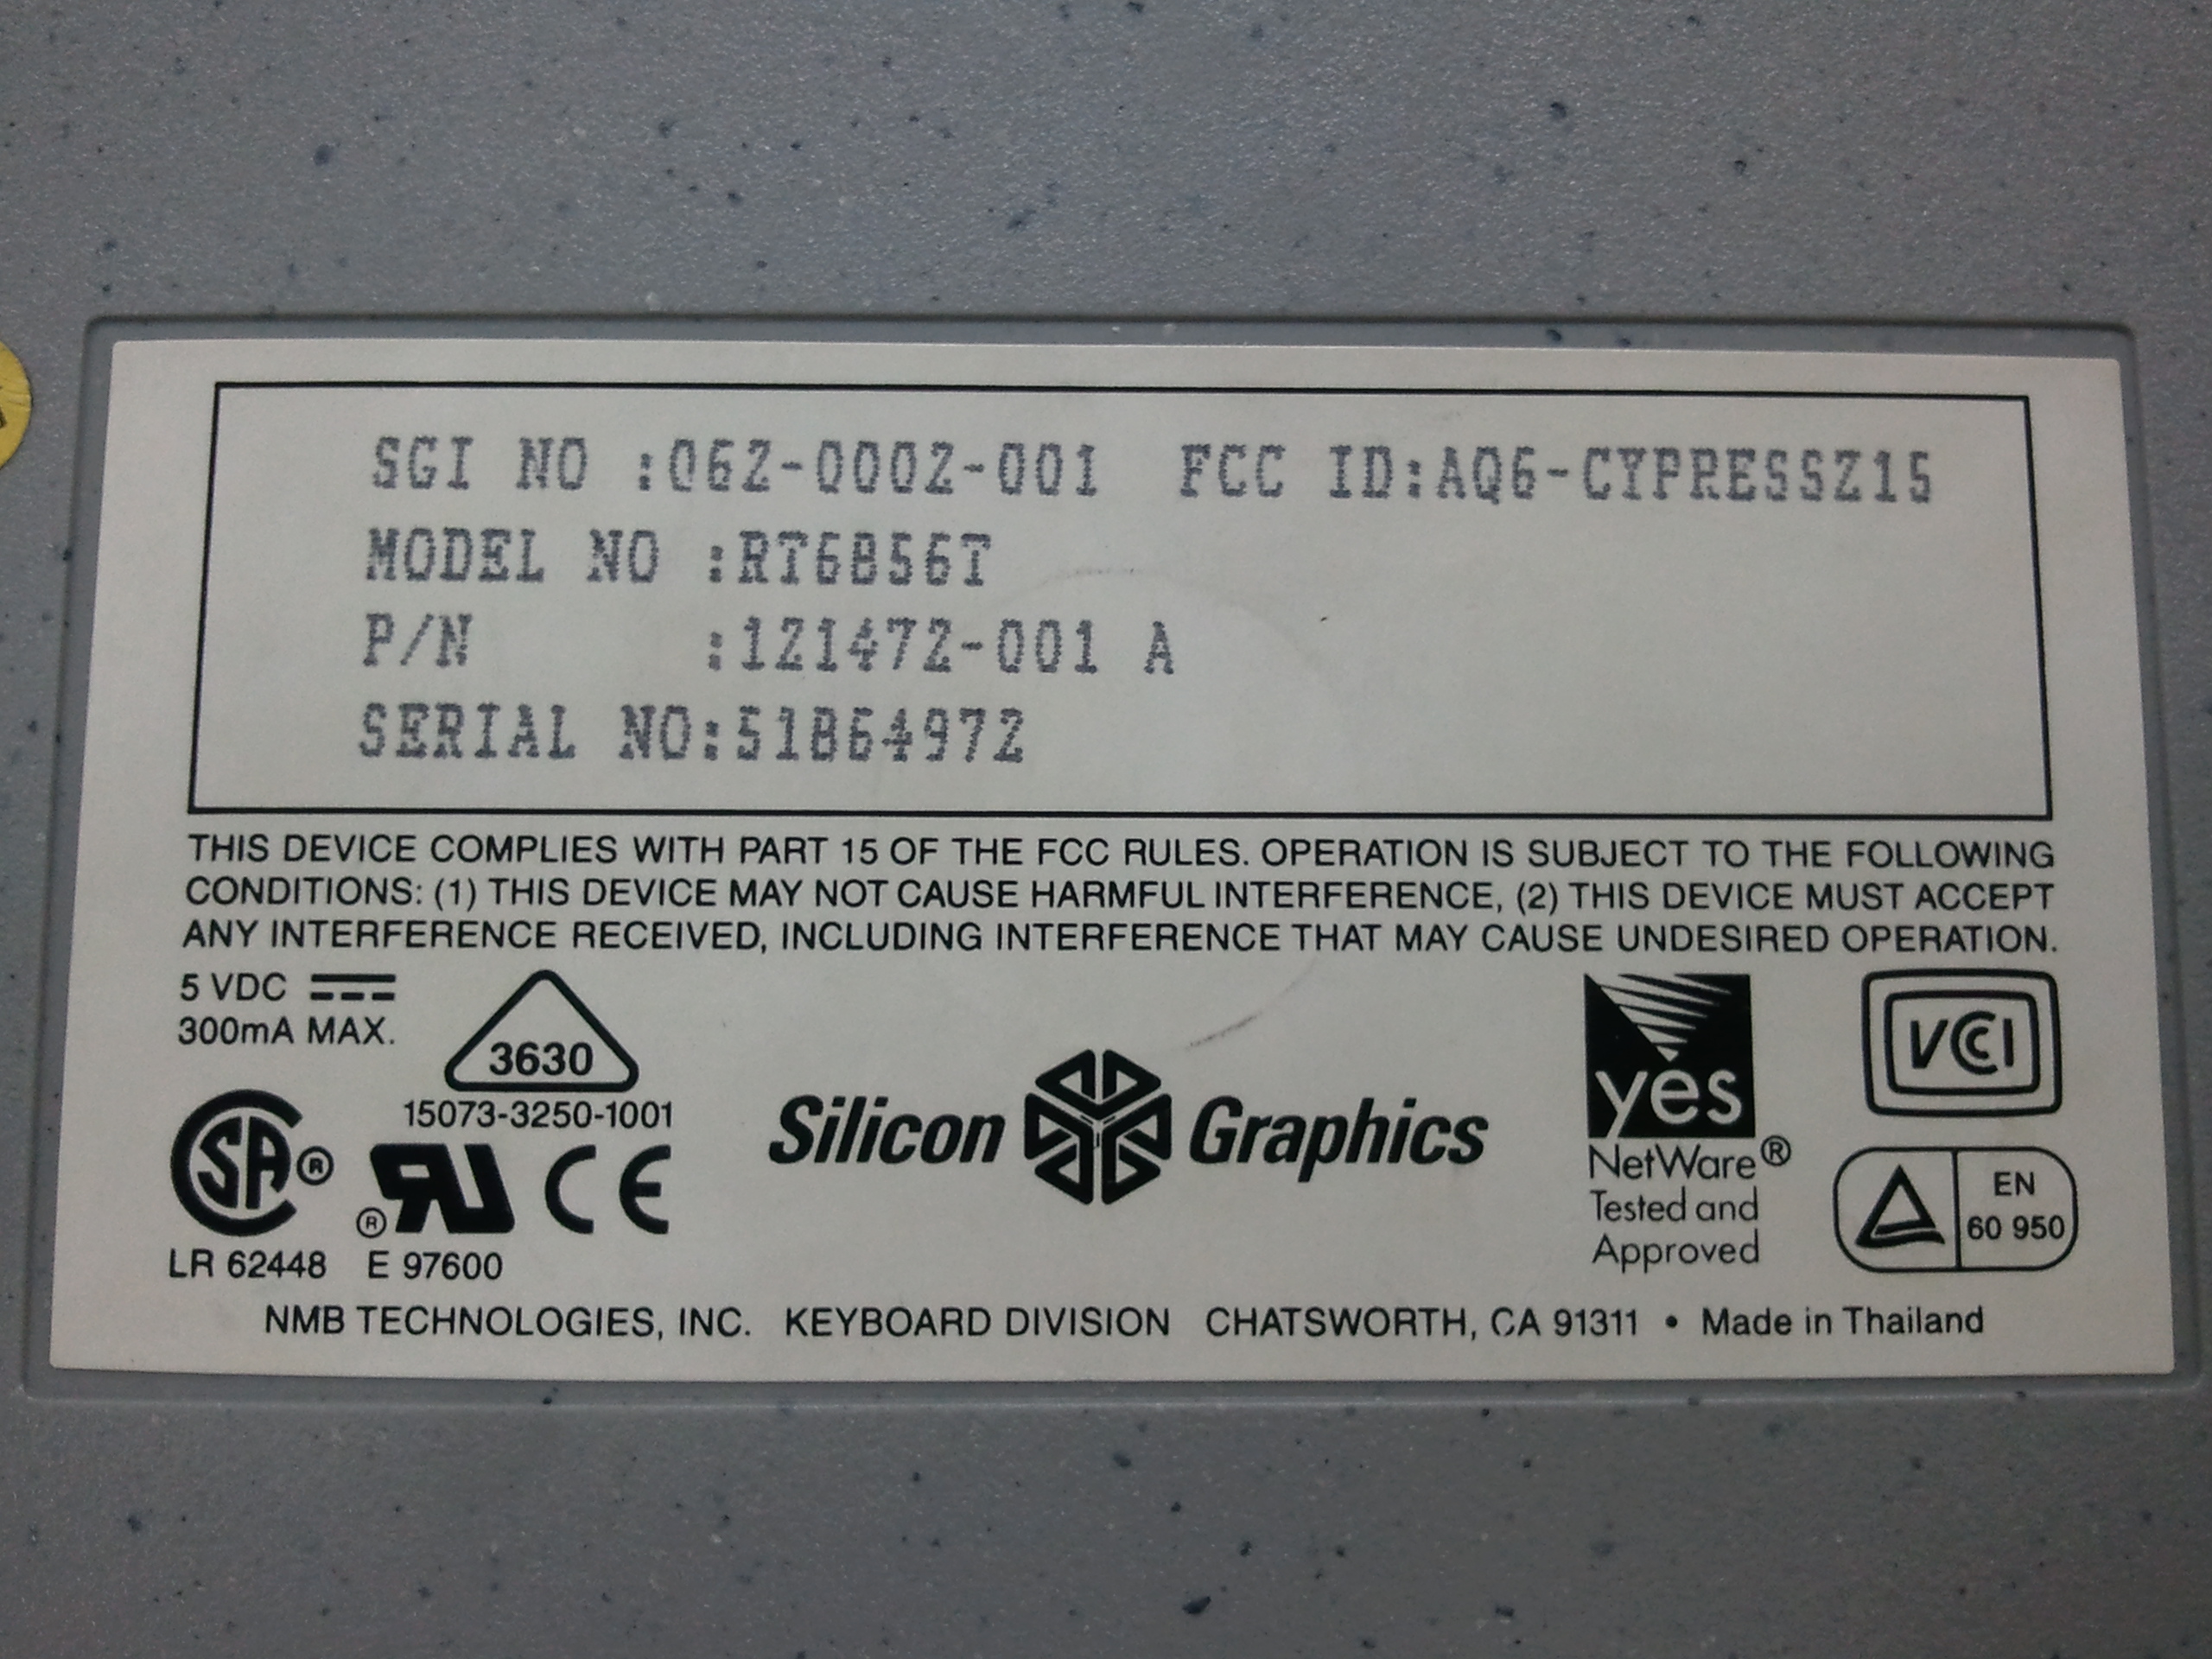 SGI NO :062-0002-001 FCC ID:AQ6-CYPRESSZ15
MODEL NO :RT6856T
P/N :121472-001 A
SERIAL NO:51864972
THIS DEVICE COMPLIES WITH PART 15 OF THE FCC RULES. OPERATION IS SUBJECT TO THE FOLLOWING
CONDITIONS: (1) THIS DEVICE MAY NOT CAUSE HARMFUL INTERFERENCE, (2) THIS DEVICE MUST ACCEPT
ANY INTERFERENCE RECEIVED, INCLUDING INTERFERENCE THAT MAY CAUSE UNDESIRED OPERATION.
5 VDC
300mA MAX.
3630
15073-3250-1001
SA ®
® RU CE
LR 62448 E 97600
Silicon Graphics
yes
NetWare®
Tested and
Approved
VCCI
EN
60 950
NMB TECHNOLOGIES, INC. KEYBOARD DIVISION CHATSWORTH, CA 91311 • Made in Thailand